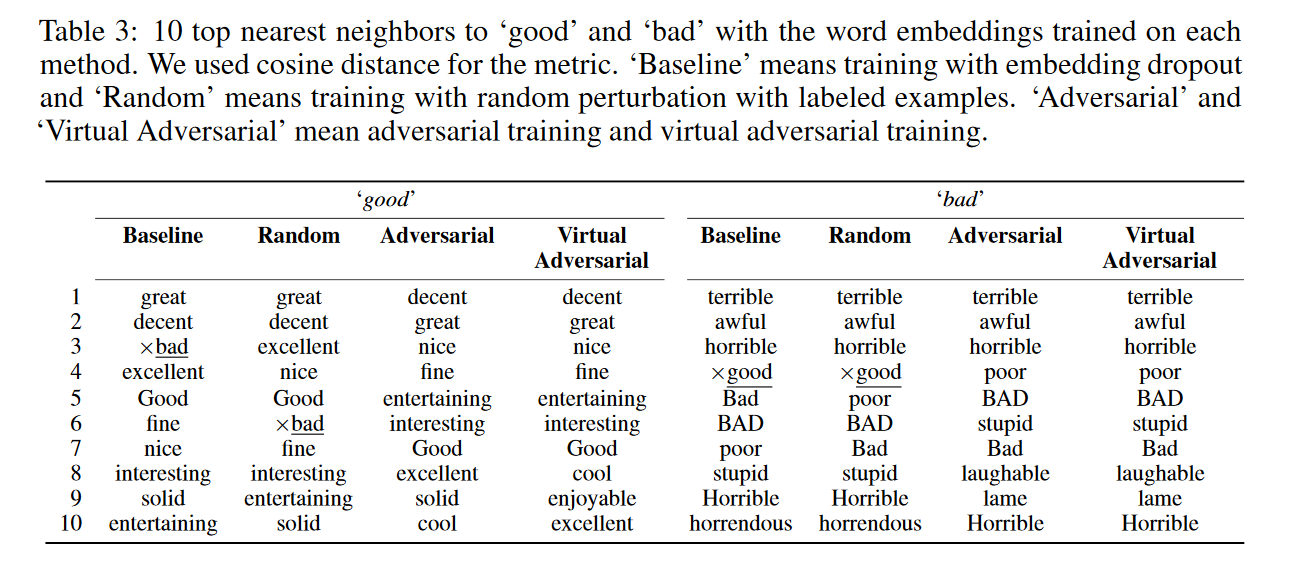 Table 3: 10 top nearest neighbors to ‘good’ and ‘bad’ with the word embeddings trained on each
method. We used cosine distance for the metric. ‘Baseline’ means training with embedding dropout
and ‘Random’ means training with random perturbation with labeled examples. ‘Adversarial’ and
‘Virtual Adversarial’ mean adversarial training and virtual adversarial training.
‘good’ ‘bad’
Baseline Random Adversarial Virtual Adversarial Baseline Random Adversarial Virtual Adversarial
1 great great decent decent terrible terrible terrible terrible
2 decent decent great great awful awful awful awful
3 ×bad excellent nice nice horrible horrible horrible horrible
4 excellent nice fine fine ×good ×good poor poor
5 Good Good entertaining entertaining Bad poor BAD BAD
6 fine ×bad interesting interesting BAD BAD stupid stupid
7 nice fine Good Good poor Bad Bad Bad
8 interesting interesting excellent cool stupid stupid laughable laughable
9 solid entertaining solid enjoyable Horrible Horrible lame lame
10 entertaining solid cool excellent horrendous horrendous Horrible Horrible